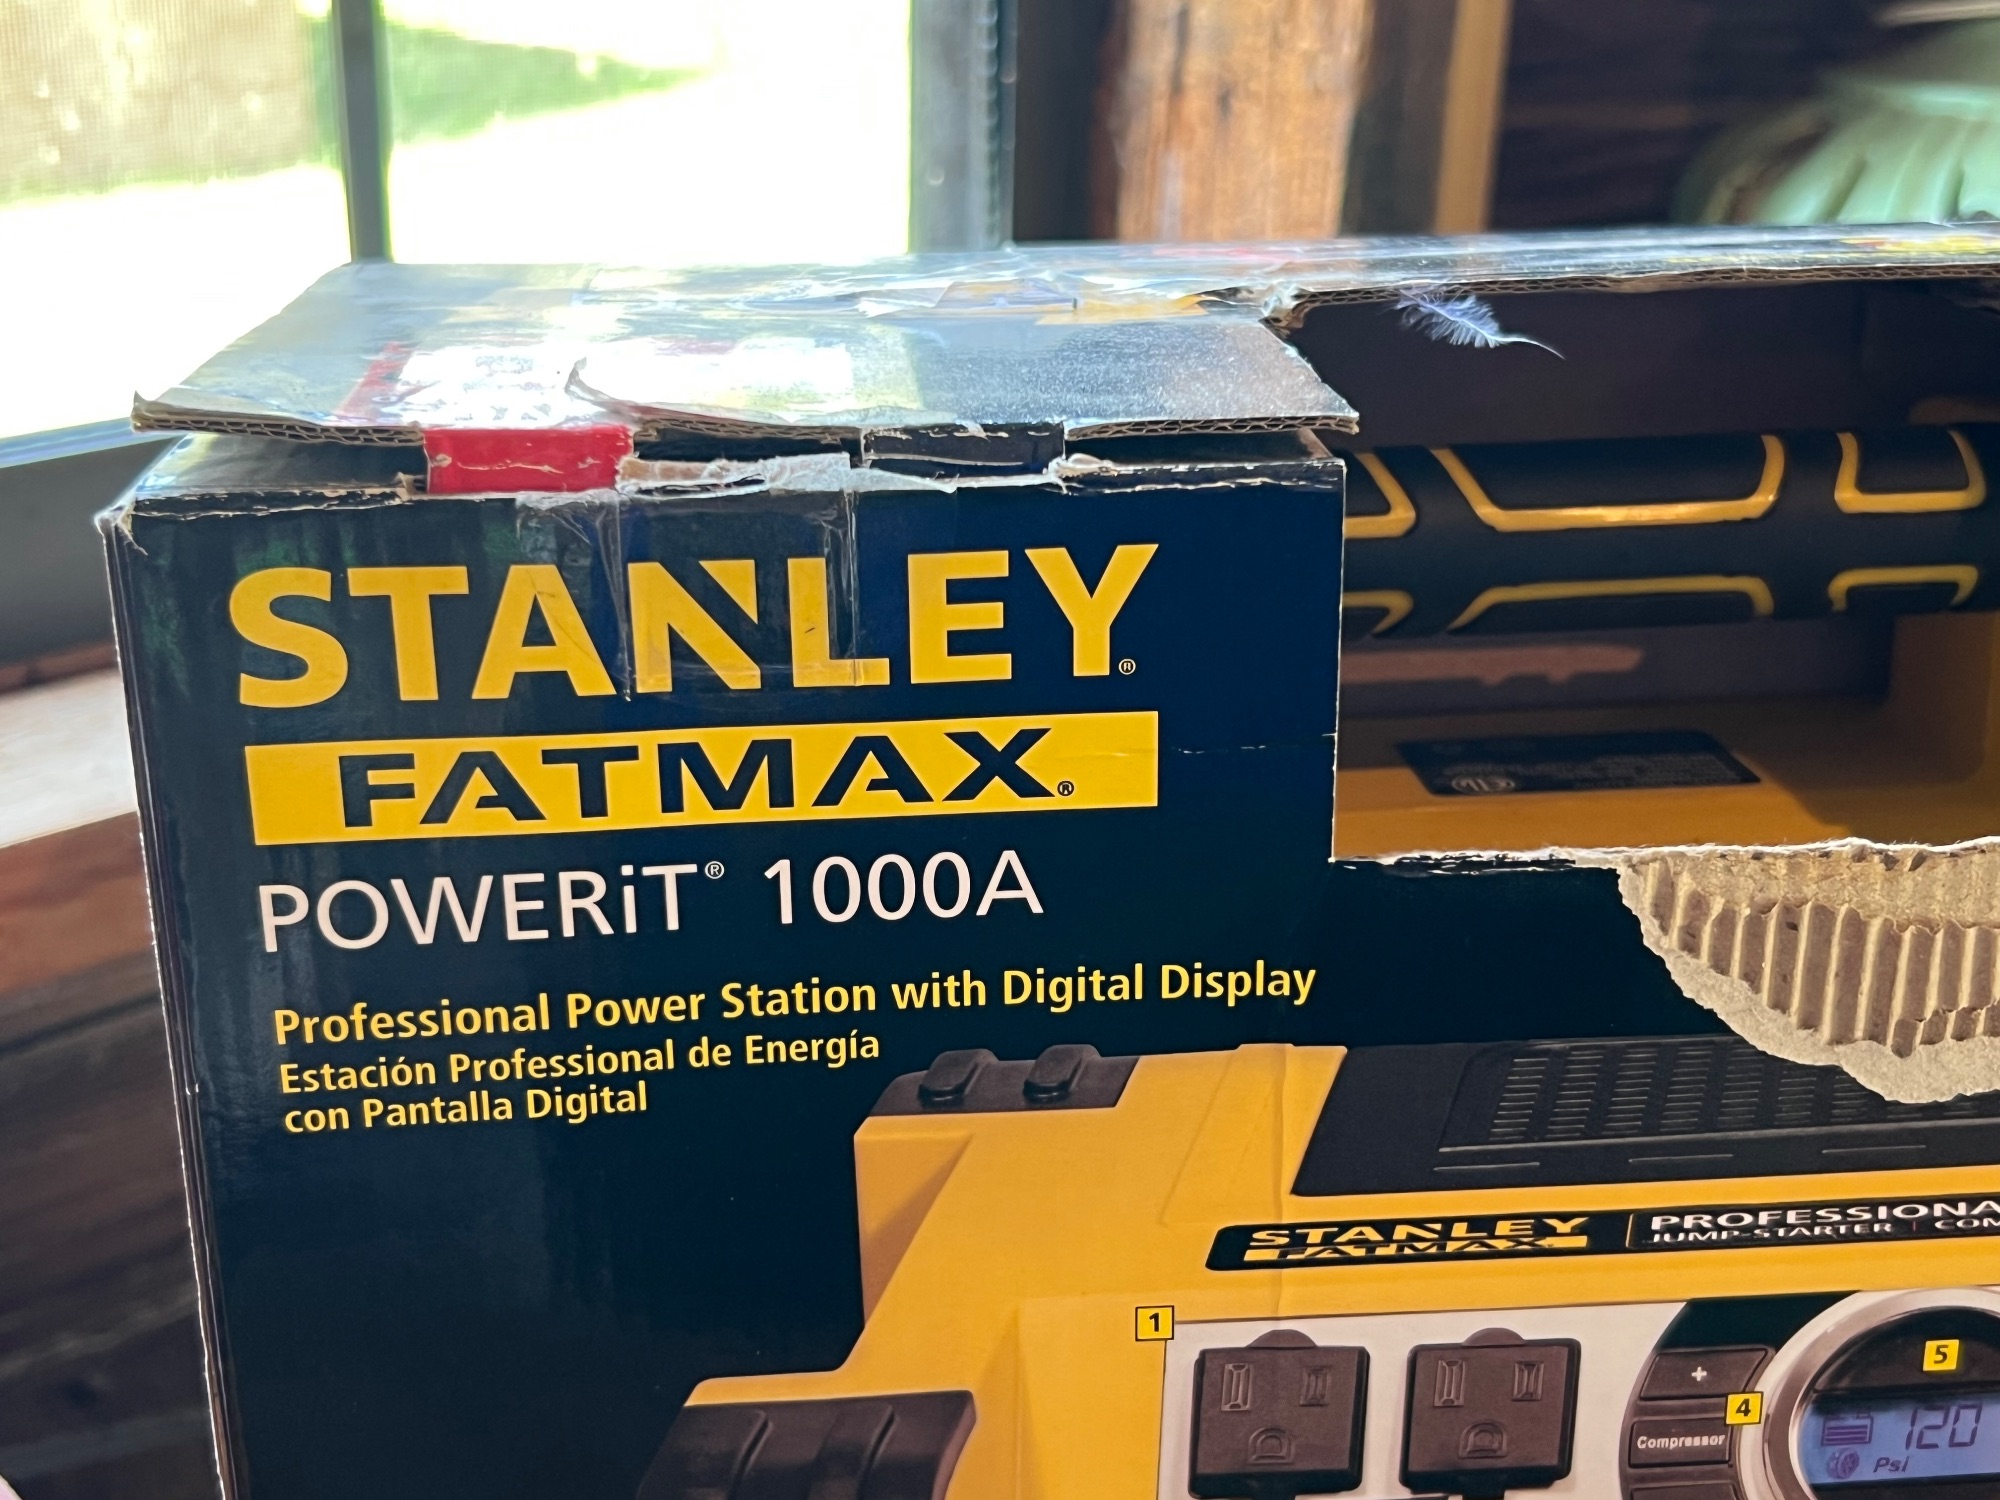 STANLEY®
FATMAX®
POWERiT® 1000A
Professional Power Station with Digital Display
Estación Professional de Energía
con Pantalla Digital
STANLEY
FATMAX
PROFESSIONA
JUMP-STARTER | COM
1
+
4
Compressor
5
120
Psi